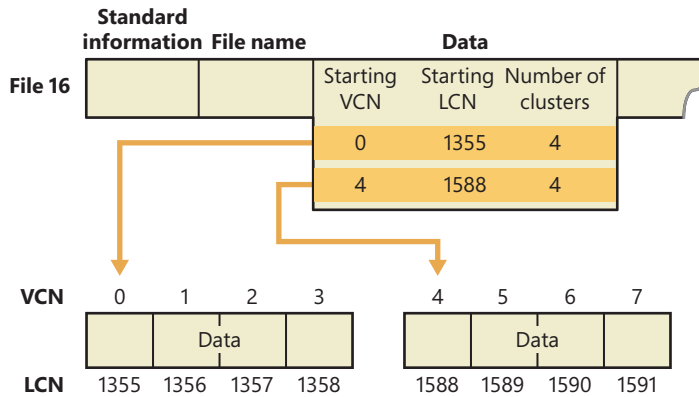 Standard
information File name Data
File 16
Starting Starting Number of
VCN LCN clusters
0 1355 4
4 1588 4
VCN 0 1 2 3 4 5 6 7
Data Data
LCN 1355 1356 1357 1358 1588 1589 1590 1591